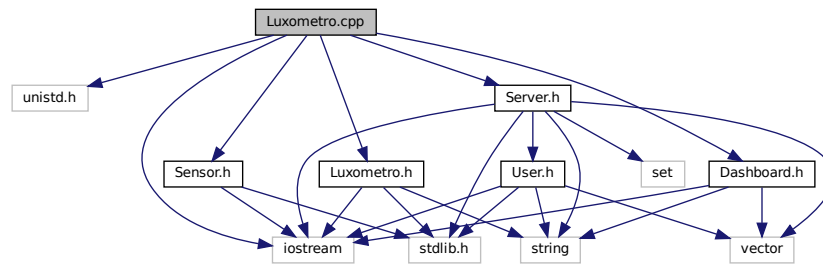 Luxometro.cpp
unistd.h
Server.h
Sensor.h
Luxometro.h
User.h
set
Dashboard.h
iostream
stdlib.h
string
vector